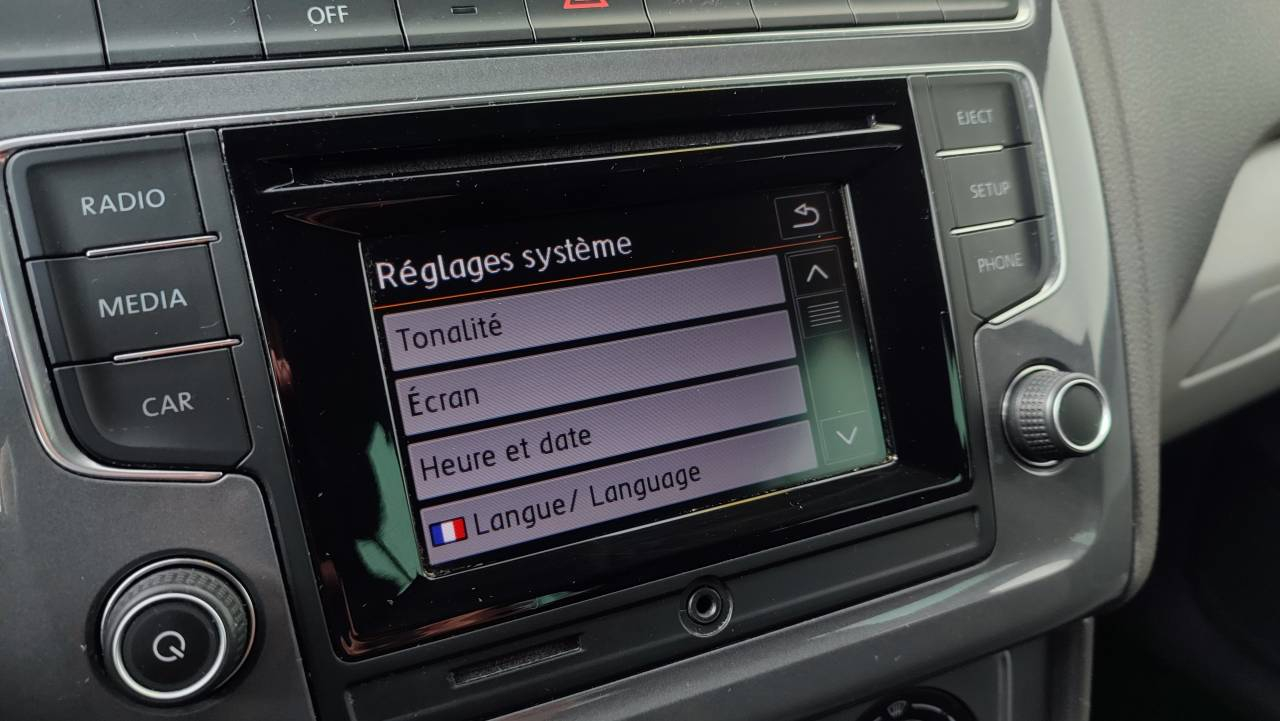 OFF
RADIO
MEDIA
CAR
Réglages système
Tonalité
Écran
Heure et date
Langue/ Language
EJECT
SETUP
PHONE